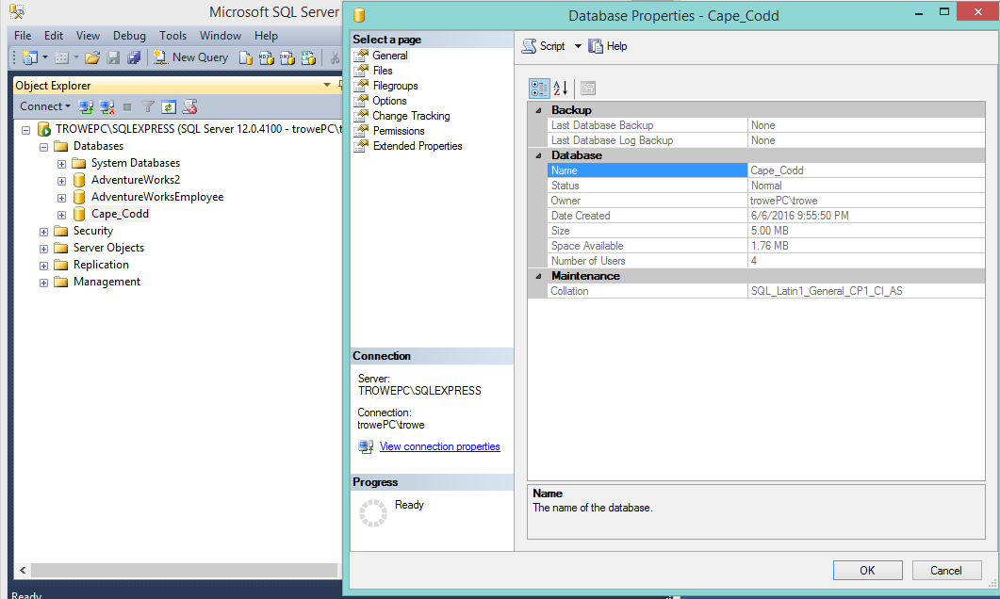 Microsoft SQL Server
File Edit View Debug Tools Window Help
New Query
Object Explorer
Connect
TROWEPC\SQLEXPRESS (SQL Server 12.0.4100 - trowePC\t
Databases
System Databases
AdventureWorks2
AdventureWorksEmployee
Cape_Codd
Security
Server Objects
Replication
Management
Ready
Database Properties - Cape_Codd
Select a page
General
Files
Filegroups
Options
Change Tracking
Permissions
Extended Properties
Connection
Server:
TROWEPC\SQLEXPRESS
Connection:
trowePC\trowe
View connection properties
Progress
Ready
Script Help
Backup
Last Database Backup None
Last Database Log Backup None
Database
Name Cape_Codd
Status Normal
Owner trowePC\trowe
Date Created 6/6/2016 9:55:50 PM
Size 5.00 MB
Space Available 1.76 MB
Number of Users 4
Maintenance
Collation SQL_Latin1_General_CP1_CI_AS
Name
The name of the database.
OK Cancel